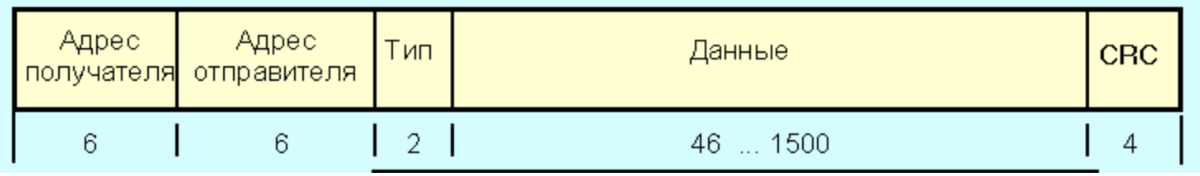 Адрес получателя
Адрес отправителя
Тип
Данные
CRC
6
6
2
46 ... 1500
4